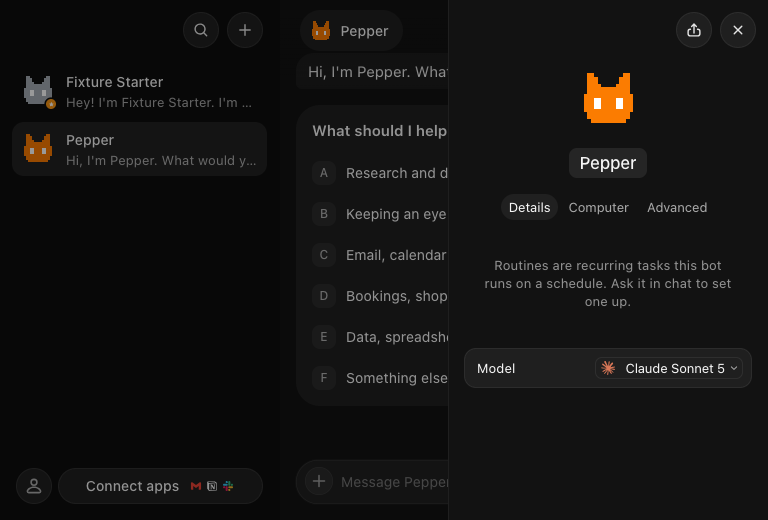 Fixture Starter
Hey! I'm Fixture Starter. I'm ...
Pepper
Hi, I'm Pepper. What would y...
Connect apps
Pepper
Hi, I'm Pepper. What
What should I help
A Research and d
B Keeping an eye
C Email, calendar
D Bookings, shop
E Data, spreadsh
F Something else
Message Pepper
Pepper
Details Computer Advanced
Routines are recurring tasks this bot
runs on a schedule. Ask it in chat to set
one up.
Model Claude Sonnet 5